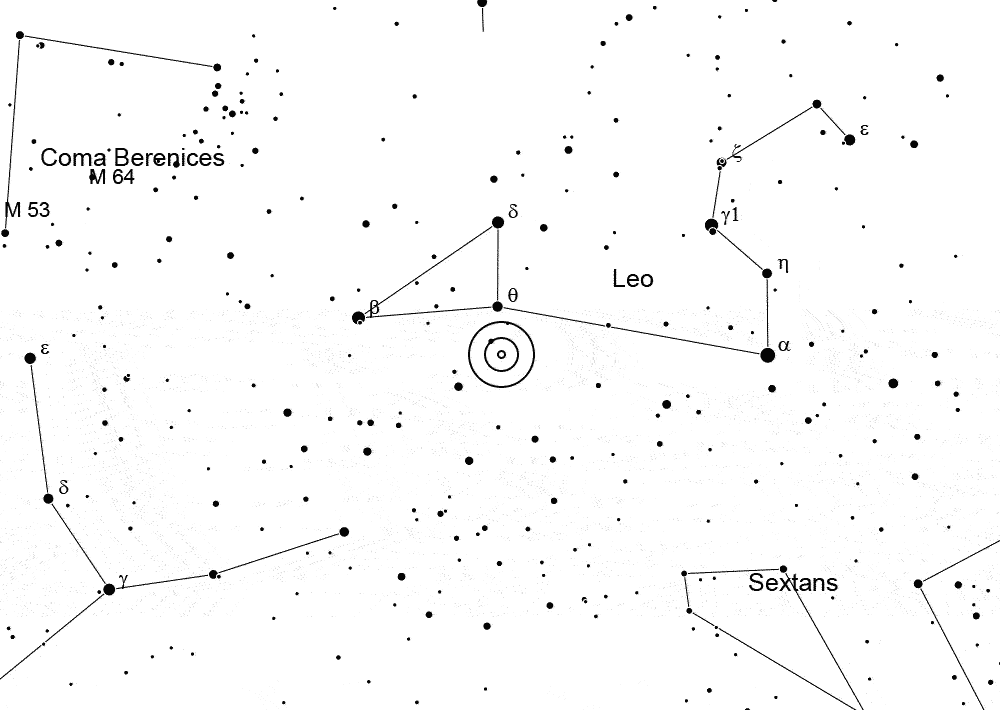 ε
Coma Berenices
ζ
M 64
M 53
δ
γ1
η
Leo
θ
β
α
ε
δ
γ
Sextans